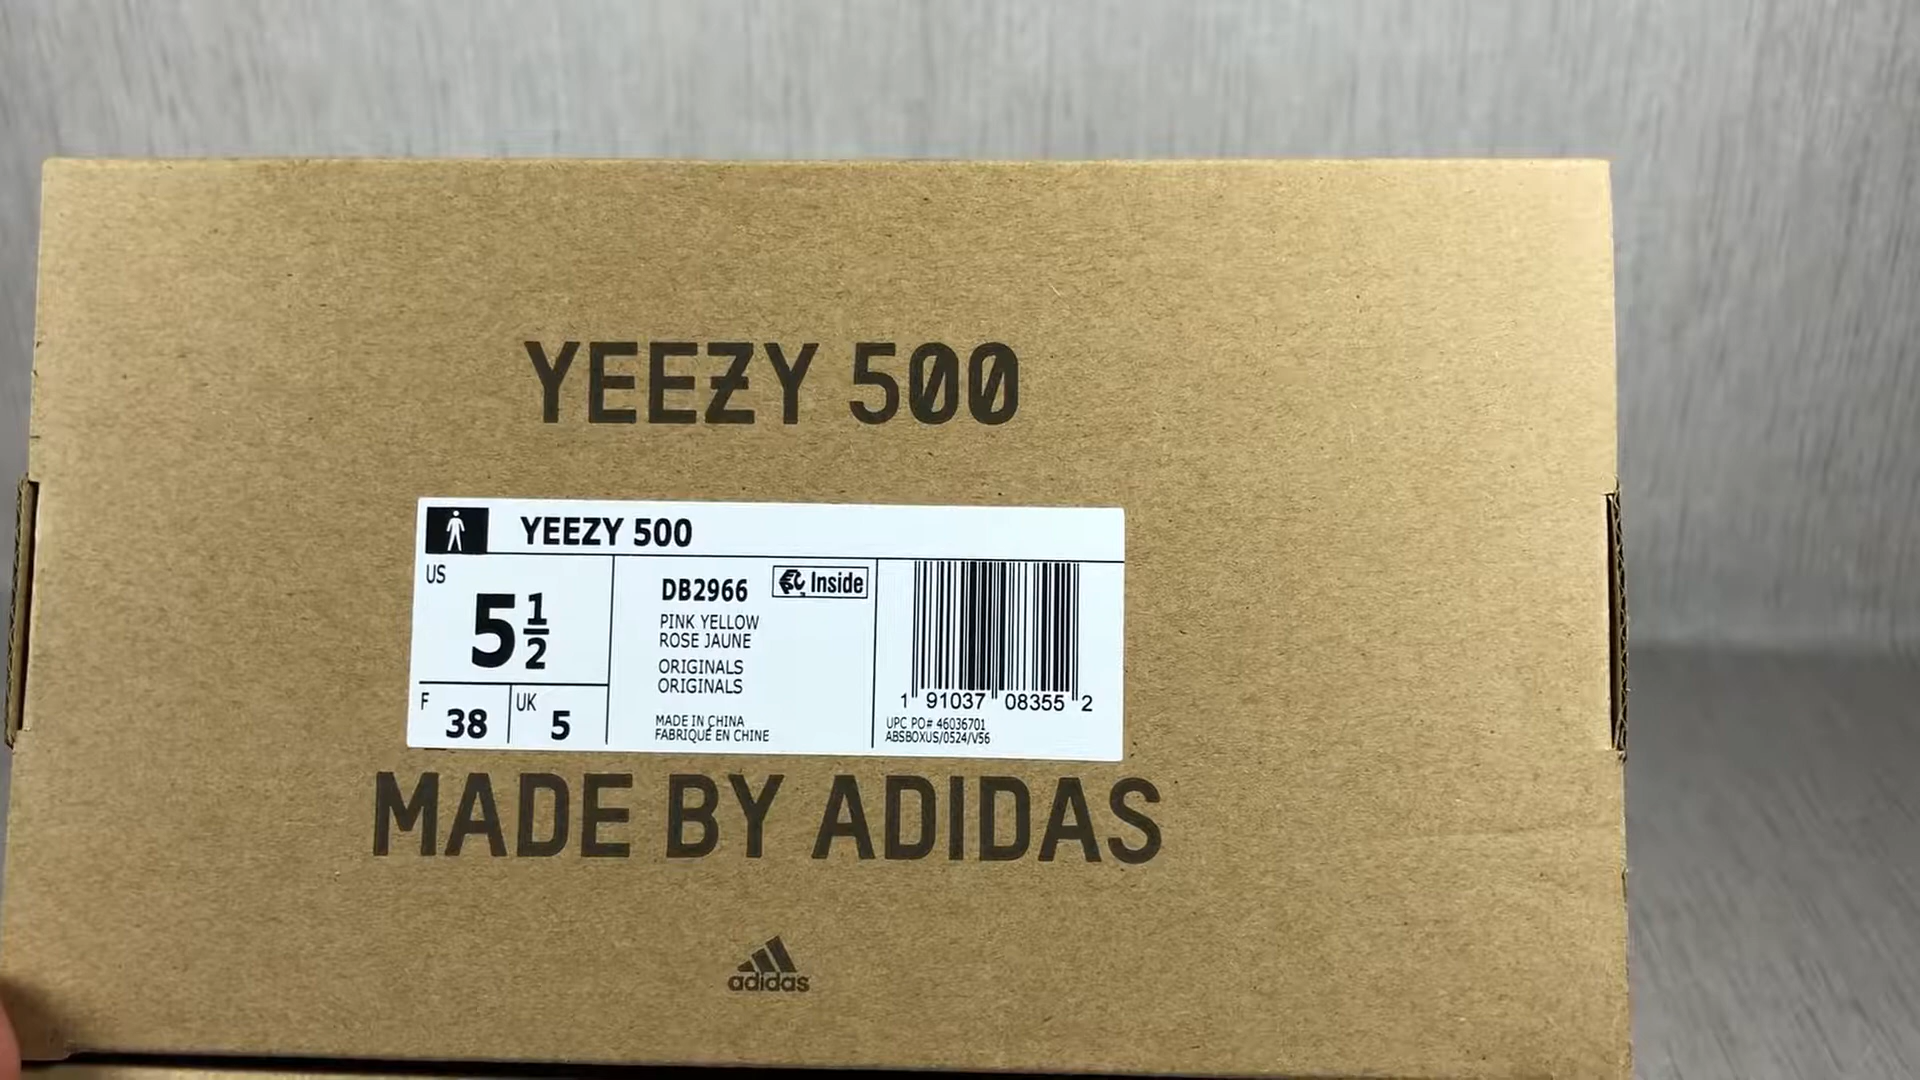 YEEZY 500
YEEZY 500
US
5 1/2
F
38
UK
5
DB2966
Inside
PINK YELLOW
ROSE JAUNE
ORIGINALS
ORIGINALS
MADE IN CHINA
FABRIQUÉ EN CHINE
1 91037 08355 2
UPC PO# 46036701
ABSBOXUS/0524/V56
MADE BY ADIDAS
adidas